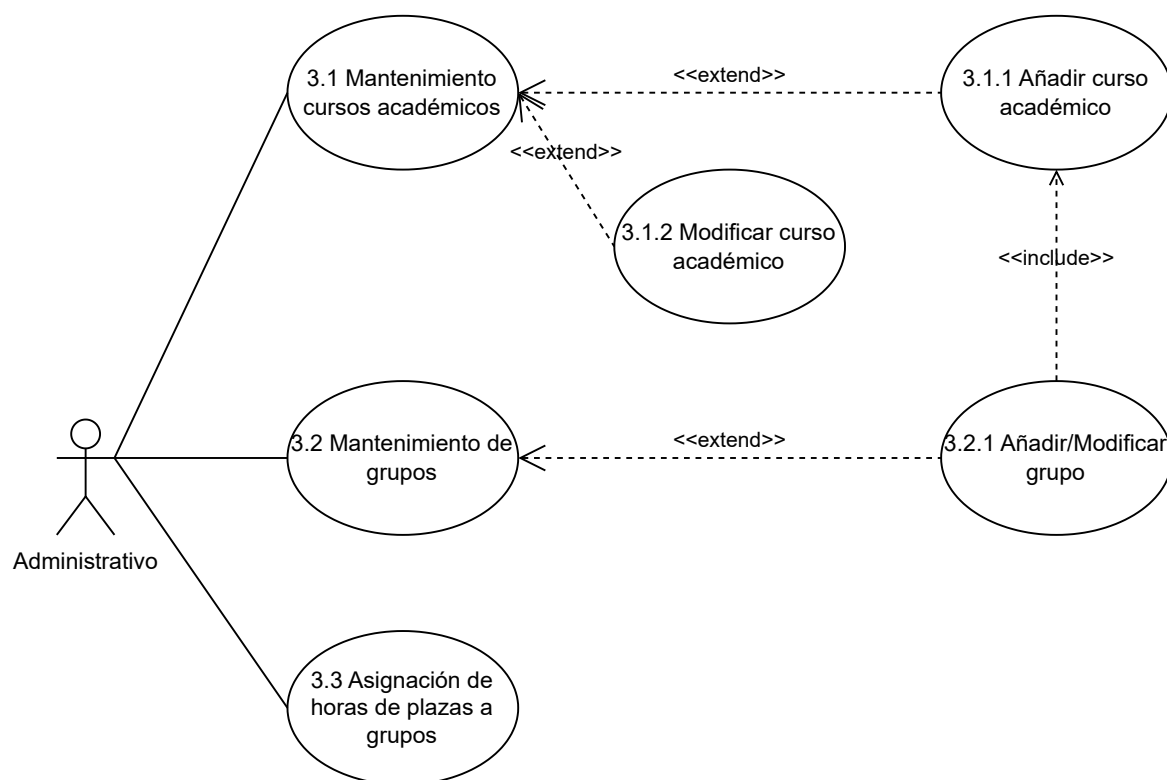 3.1 Mantenimiento
cursos académicos
<<extend>>
3.1.1 Añadir curso
académico
<<extend>>
3.1.2 Modificar curso
académico
<<include>>
3.2 Mantenimiento de
grupos
<<extend>>
3.2.1 Añadir/Modificar
grupo
Administrativo
3.3 Asignación de
horas de plazas a
grupos